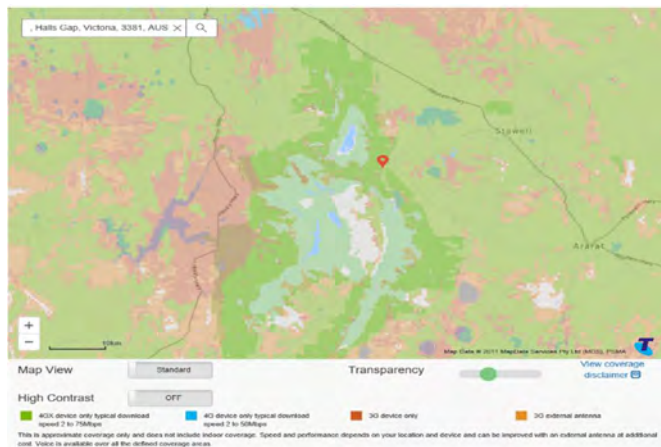 , Halls Gap, Victoria, 3381, AUS
Stawell
Ararat
10km
Map Data © 2011 MapData Services Pty Ltd (MDS), PSMA
Map View
Standard
Transparency
View coverage
disclaimer
High Contrast
OFF
4GX device only typical download
speed 2 to 75Mbps
4G device only typical download
speed 2 to 50Mbps
3G device only
3G external antenna
This is approximate coverage only and does not include indoor coverage. Speed and performance depends on your location and device and can be improved with an external antenna at additional
cost. Voice is available over all the defined coverage areas.